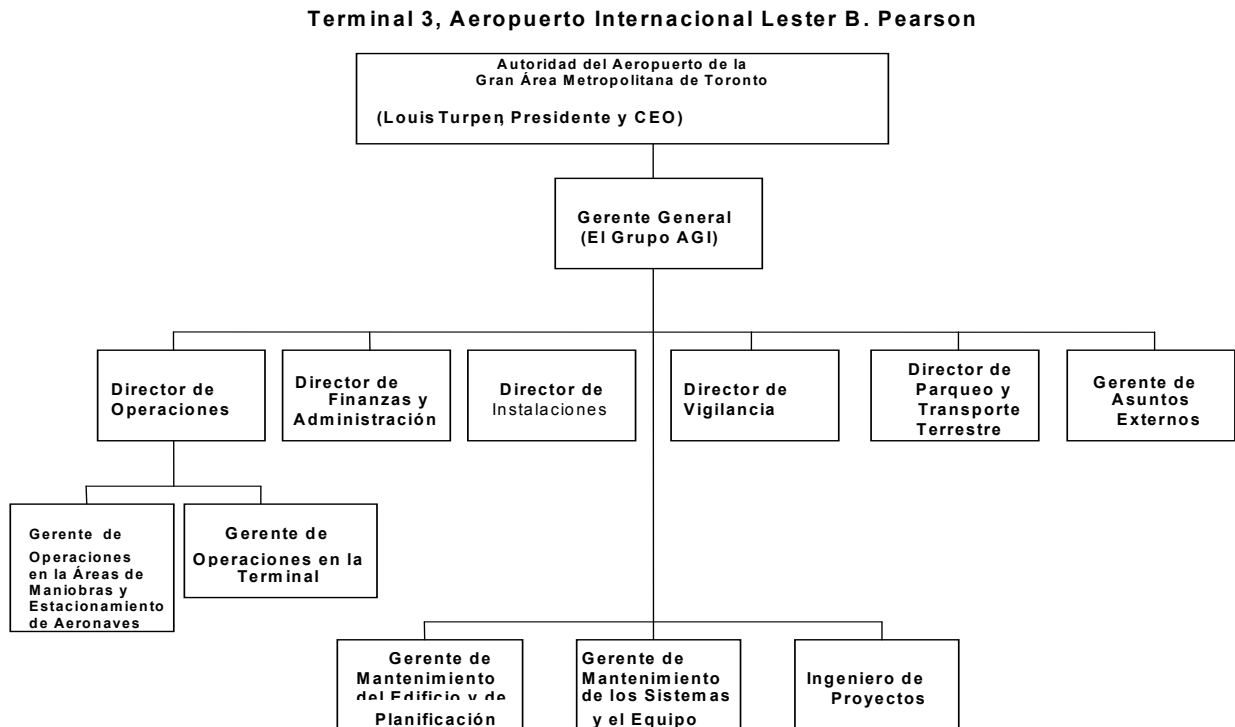 Terminal 3, Aeropuerto Internacional Lester B. Pearson
Autoridad del Aeropuerto de la
Gran Área Metropolitana de Toronto
(Louis Turpen, Presidente y CEO)
Gerente General
(El Grupo AGI)
Director de
Operaciones
Director de
Finanzas y
Administración
Director de
Instalaciones
Director de
Vigilancia
Director de
Parqueo y
Transporte
Terrestre
Gerente de
Asuntos
Externos
Gerente de
Operaciones
en la Áreas de
Maniobras y
Estacionamiento
de Aeronaves
Gerente de
Operaciones en la
Terminal
Gerente de
Mantenimiento
del Edificio y de
Planificación
Gerente de
Mantenimiento
de los Sistemas
y el Equipo
Ingeniero de
Proyectos